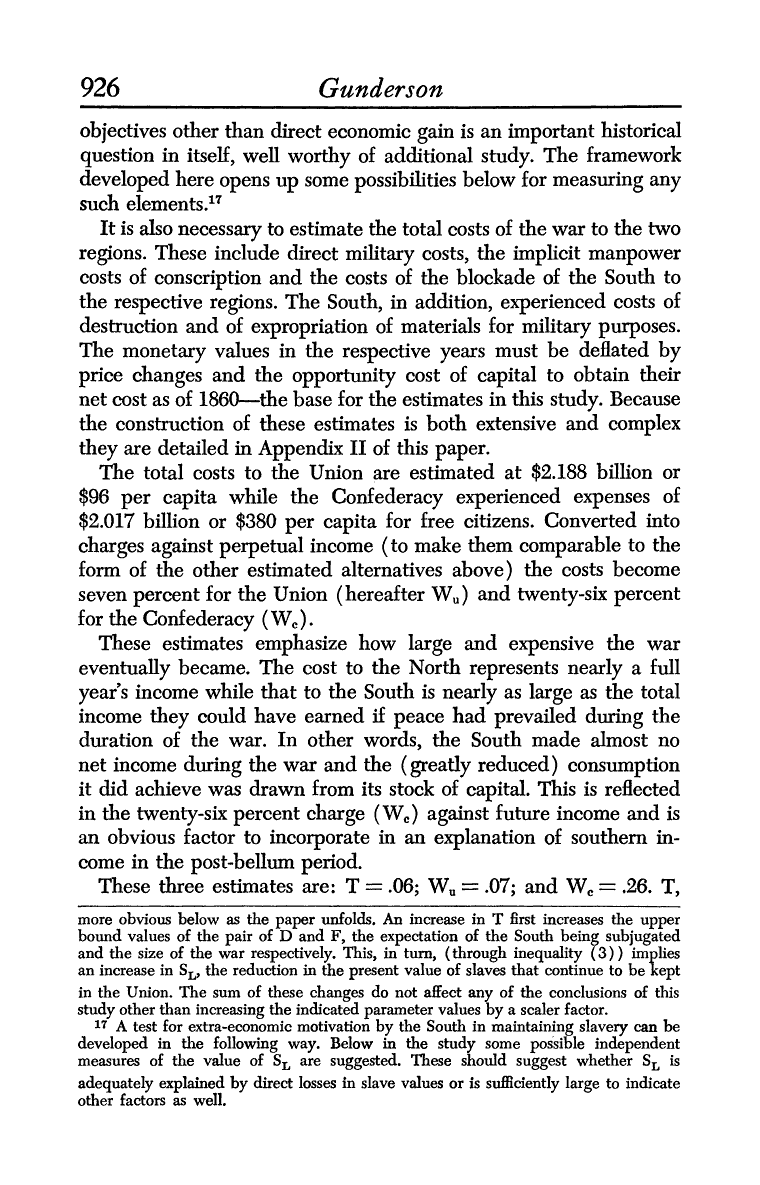 926 Gunderson
objectives other than direct economic gain is an important historical
question in itself, well worthy of additional study. The framework
developed here opens up some possibilities below for measuring any
such elements.¹⁷
It is also necessary to estimate the total costs of the war to the two
regions. These include direct military costs, the implicit manpower
costs of conscription and the costs of the blockade of the South to
the respective regions. The South, in addition, experienced costs of
destruction and of expropriation of materials for military purposes.
The monetary values in the respective years must be deflated by
price changes and the opportunity cost of capital to obtain their
net cost as of 1860—the base for the estimates in this study. Because
the construction of these estimates is both extensive and complex
they are detailed in Appendix II of this paper.
The total costs to the Union are estimated at $2.188 billion or
$96 per capita while the Confederacy experienced expenses of
$2.017 billion or $380 per capita for free citizens. Converted into
charges against perpetual income (to make them comparable to the
form of the other estimated alternatives above) the costs become
seven percent for the Union (hereafter Wᵤ) and twenty-six percent
for the Confederacy (W꜀).
These estimates emphasize how large and expensive the war
eventually became. The cost to the North represents nearly a full
year's income while that to the South is nearly as large as the total
income they could have earned if peace had prevailed during the
duration of the war. In other words, the South made almost no
net income during the war and the (greatly reduced) consumption
it did achieve was drawn from its stock of capital. This is reflected
in the twenty-six percent charge (W꜀) against future income and is
an obvious factor to incorporate in an explanation of southern in-
come in the post-bellum period.
These three estimates are: T = .06; Wᵤ = .07; and W꜀ = .26. T,
more obvious below as the paper unfolds. An increase in T first increases the upper
bound values of the pair of D and F, the expectation of the South being subjugated
and the size of the war respectively. This, in turn, (through inequality (3)) implies
an increase in S_L, the reduction in the present value of slaves that continue to be kept
in the Union. The sum of these changes do not affect any of the conclusions of this
study other than increasing the indicated parameter values by a scaler factor.
¹⁷ A test for extra-economic motivation by the South in maintaining slavery can be
developed in the following way. Below in the study some possible independent
measures of the value of S_L are suggested. These should suggest whether S_L is
adequately explained by direct losses in slave values or is sufficiently large to indicate
other factors as well.